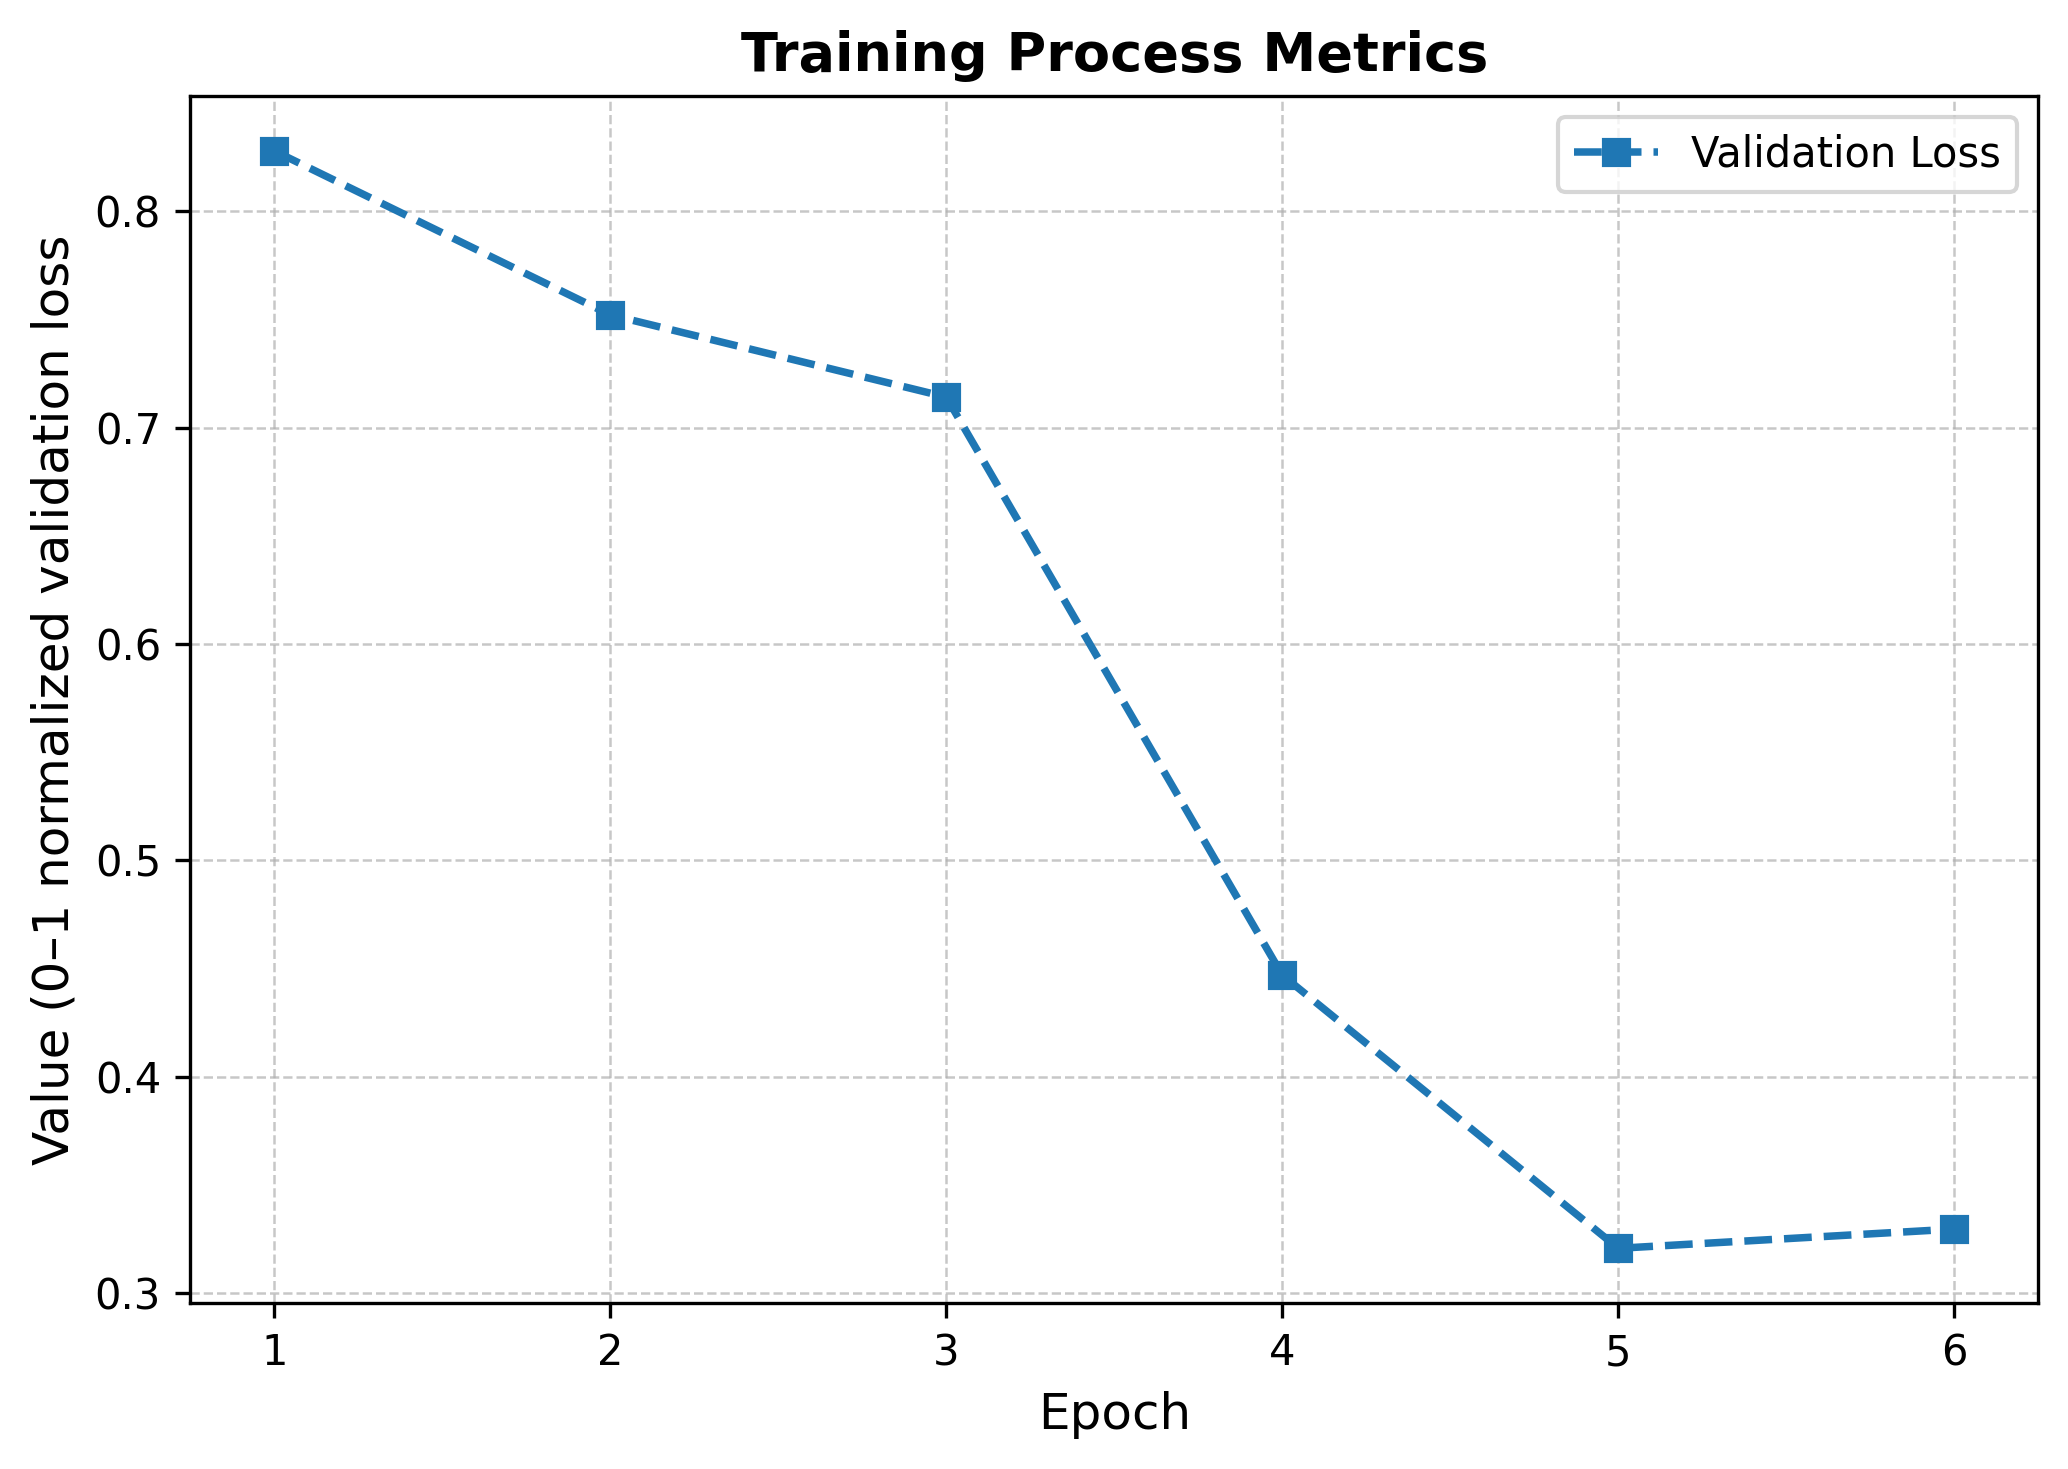 Training Process Metrics
Validation Loss
Value (0–1 normalized validation loss
0.8
0.7
0.6
0.5
0.4
0.3
1 2 3 4 5 6
Epoch